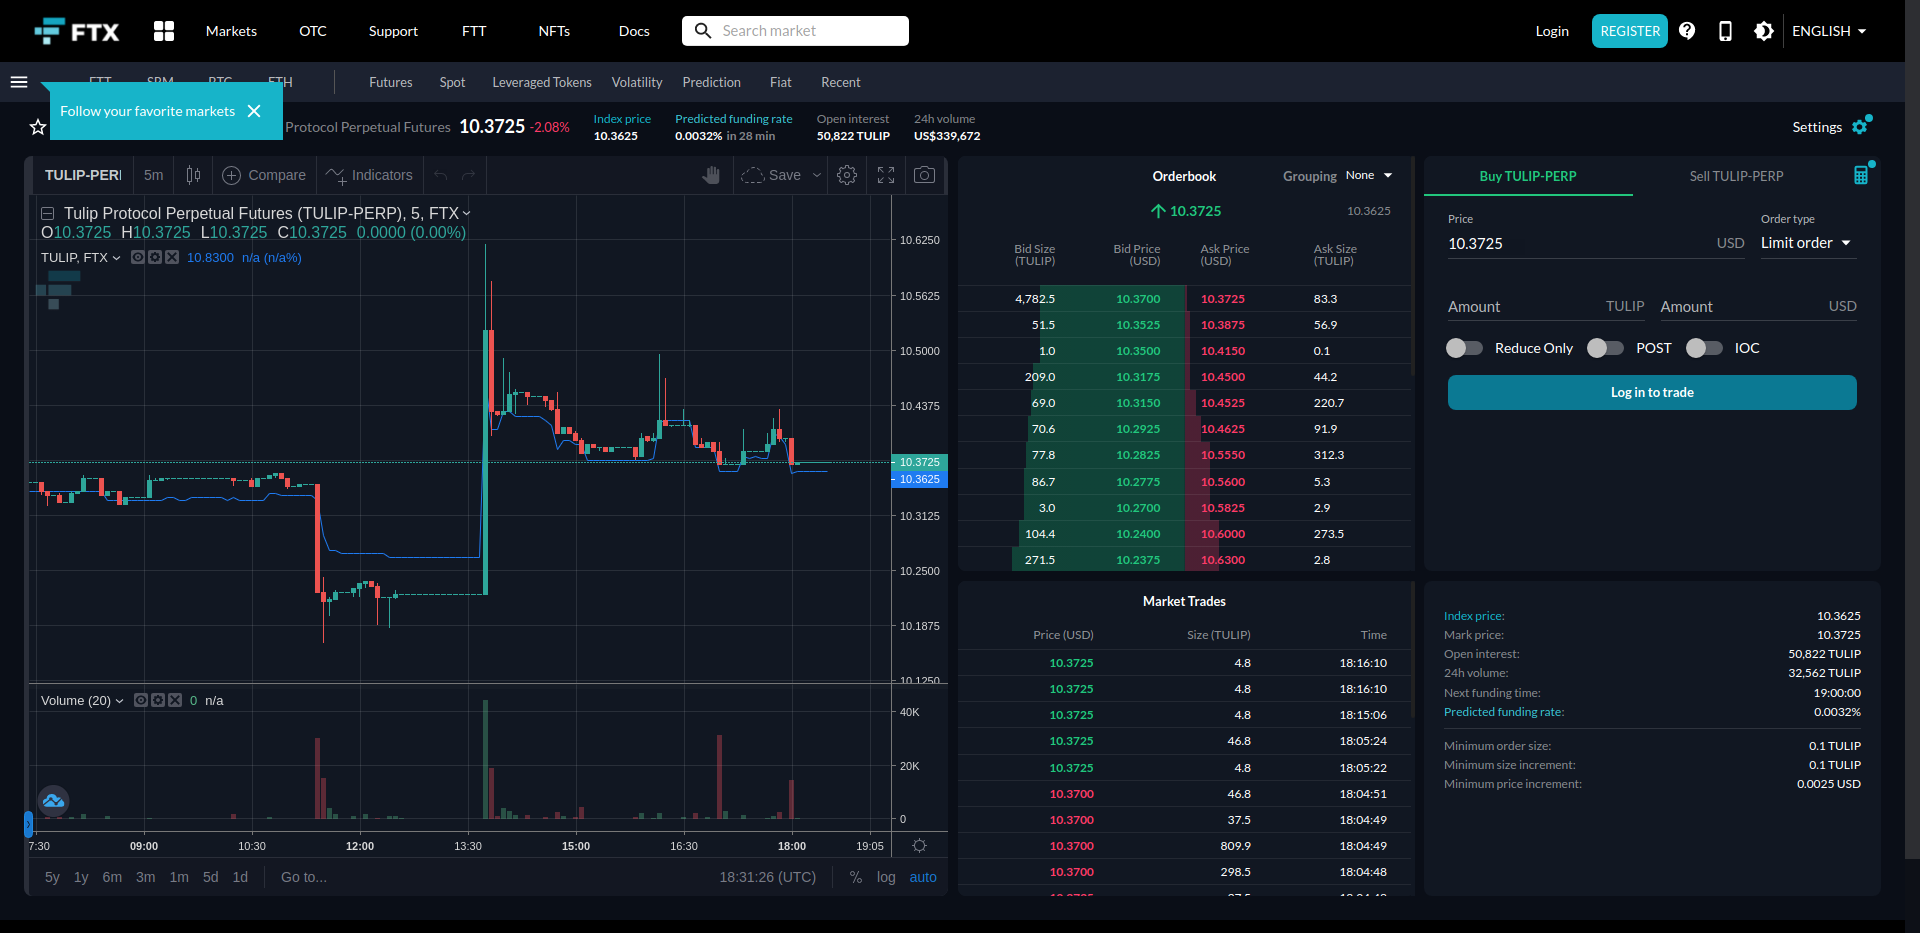 FTX
Markets
OTC
Support
FTT
NFTs
Docs
Search market
Login
REGISTER
ENGLISH
FTT
SRM
BTC
ETH
Futures
Spot
Leveraged Tokens
Volatility
Prediction
Fiat
Recent
Follow your favorite markets
Protocol Perpetual Futures
10.3725 -2.08%
Index price
10.3625
Predicted funding rate
0.0032% in 28 min
Open interest
50,822 TULIP
24h volume
US$339,672
Settings
TULIP-PER
5m
Compare
Indicators
Save
Tulip Protocol Perpetual Futures (TULIP-PERP), 5, FTX
O10.3725 H10.3725 L10.3725 C10.3725 0.0000 (0.00%)
TULIP, FTX
10.8300 n/a (n/a%)
10.6250
10.5625
10.5000
10.4375
10.3725
10.3625
10.3125
10.2500
10.1875
10.1250
Volume (20)
0 n/a
40K
20K
0
7:30 09:00 10:30 12:00 13:30 15:00 16:30 18:00 19:05
5y 1y 6m 3m 1m 5d 1d Go to...
18:31:26 (UTC) % log auto
Orderbook
Grouping None
10.3725
10.3625
Bid Size (TULIP) Bid Price (USD) Ask Price (USD) Ask Size (TULIP)
4,782.5 10.3700 10.3725 83.3
51.5 10.3525 10.3875 56.9
1.0 10.3500 10.4150 0.1
209.0 10.3175 10.4500 44.2
69.0 10.3150 10.4525 220.7
70.6 10.2925 10.4625 91.9
77.8 10.2825 10.5550 312.3
86.7 10.2775 10.5600 5.3
3.0 10.2700 10.5825 2.9
104.4 10.2400 10.6000 273.5
271.5 10.2375 10.6300 2.8
Market Trades
Price (USD) Size (TULIP) Time
10.3725 4.8 18:16:10
10.3725 4.8 18:16:10
10.3725 4.8 18:15:06
10.3725 46.8 18:05:24
10.3725 4.8 18:05:22
10.3700 46.8 18:04:51
10.3700 37.5 18:04:49
10.3700 809.9 18:04:49
10.3700 298.5 18:04:48
Buy TULIP-PERP
Sell TULIP-PERP
Price
10.3725 USD
Order type
Limit order
Amount TULIP
Amount USD
Reduce Only
POST
IOC
Log in to trade
Index price: 10.3625
Mark price: 10.3725
Open interest: 50,822 TULIP
24h volume: 32,562 TULIP
Next funding time: 19:00:00
Predicted funding rate: 0.0032%
Minimum order size: 0.1 TULIP
Minimum size increment: 0.1 TULIP
Minimum price increment: 0.0025 USD